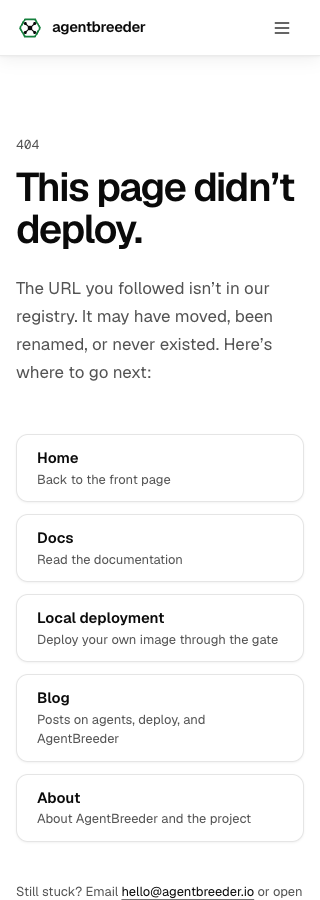 agentbreeder
404
This page didn’t
deploy.
The URL you followed isn’t in our
registry. It may have moved, been
renamed, or never existed. Here’s
where to go next:
Home
Back to the front page
Docs
Read the documentation
Local deployment
Deploy your own image through the gate
Blog
Posts on agents, deploy, and
AgentBreeder
About
About AgentBreeder and the project
Still stuck? Email hello@agentbreeder.io or open